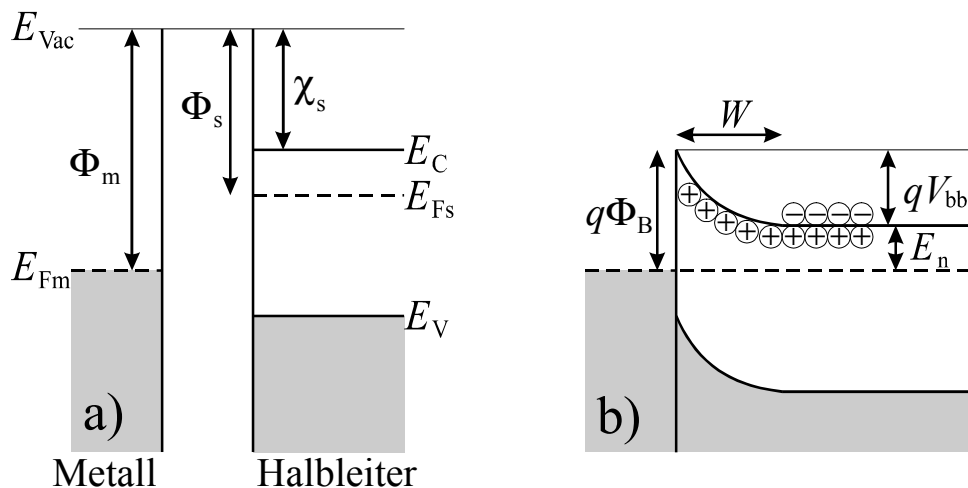 E_Vac
Φ_m
Φ_s
χ_s
E_C
E_Fs
E_Fm
E_V
a)
Metall
Halbleiter
W
qΦ_B
qV_bb
E_n
b)